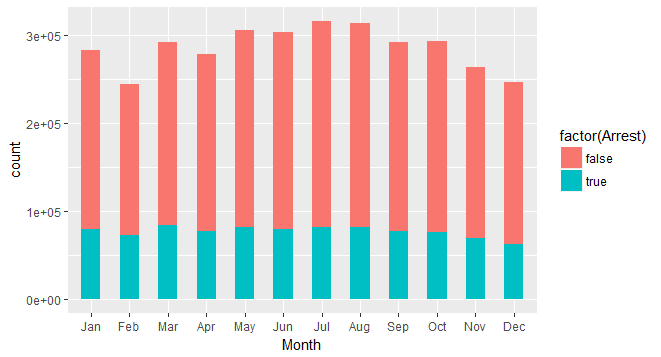 3e+05
2e+05
1e+05
0e+00
count
Jan Feb Mar Apr May Jun Jul Aug Sep Oct Nov Dec
Month
factor(Arrest)
false
true